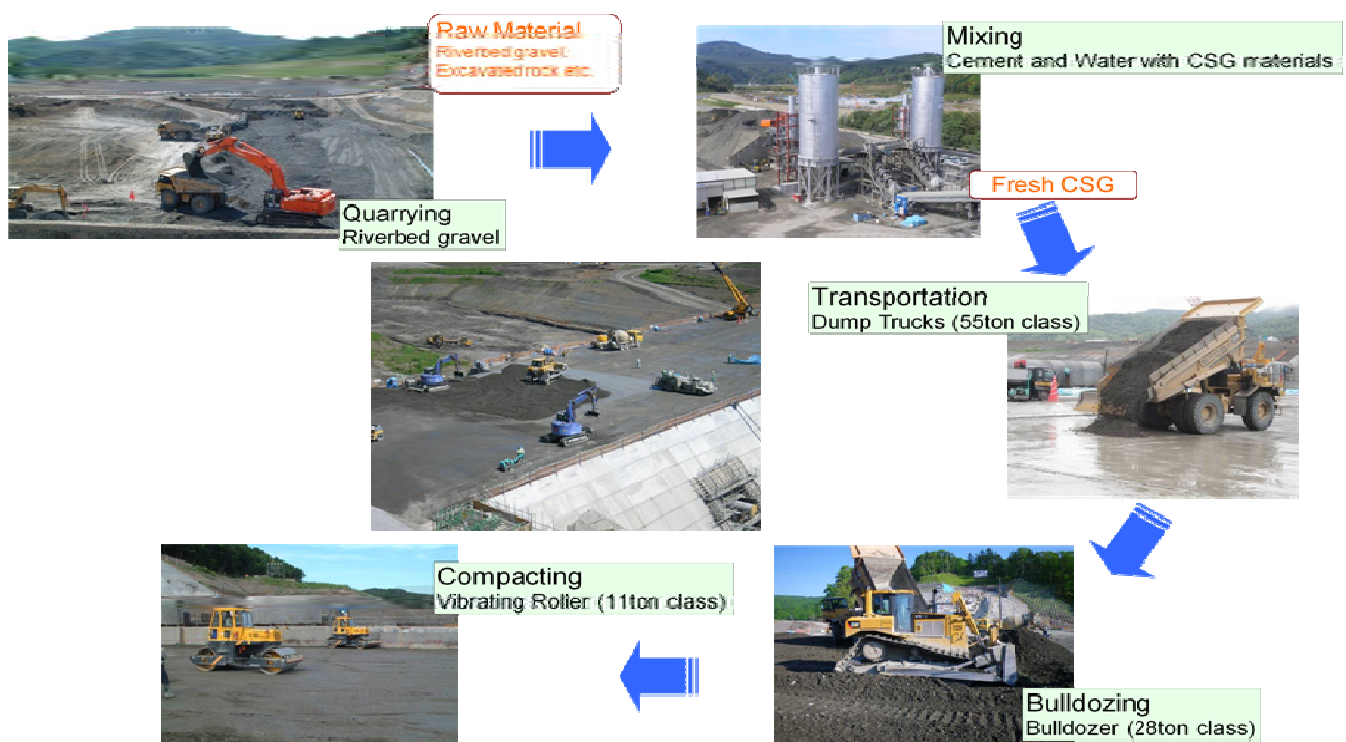 Raw Material
Riverbed gravel
Excavated rock etc.
Quarrying
Riverbed gravel
Mixing
Cement and Water with CSG materials
Fresh CSG
Transportation
Dump Trucks (55ton class)
Bulldozing
Bulldozer (28ton class)
Compacting
Vibrating Roller (11ton class)